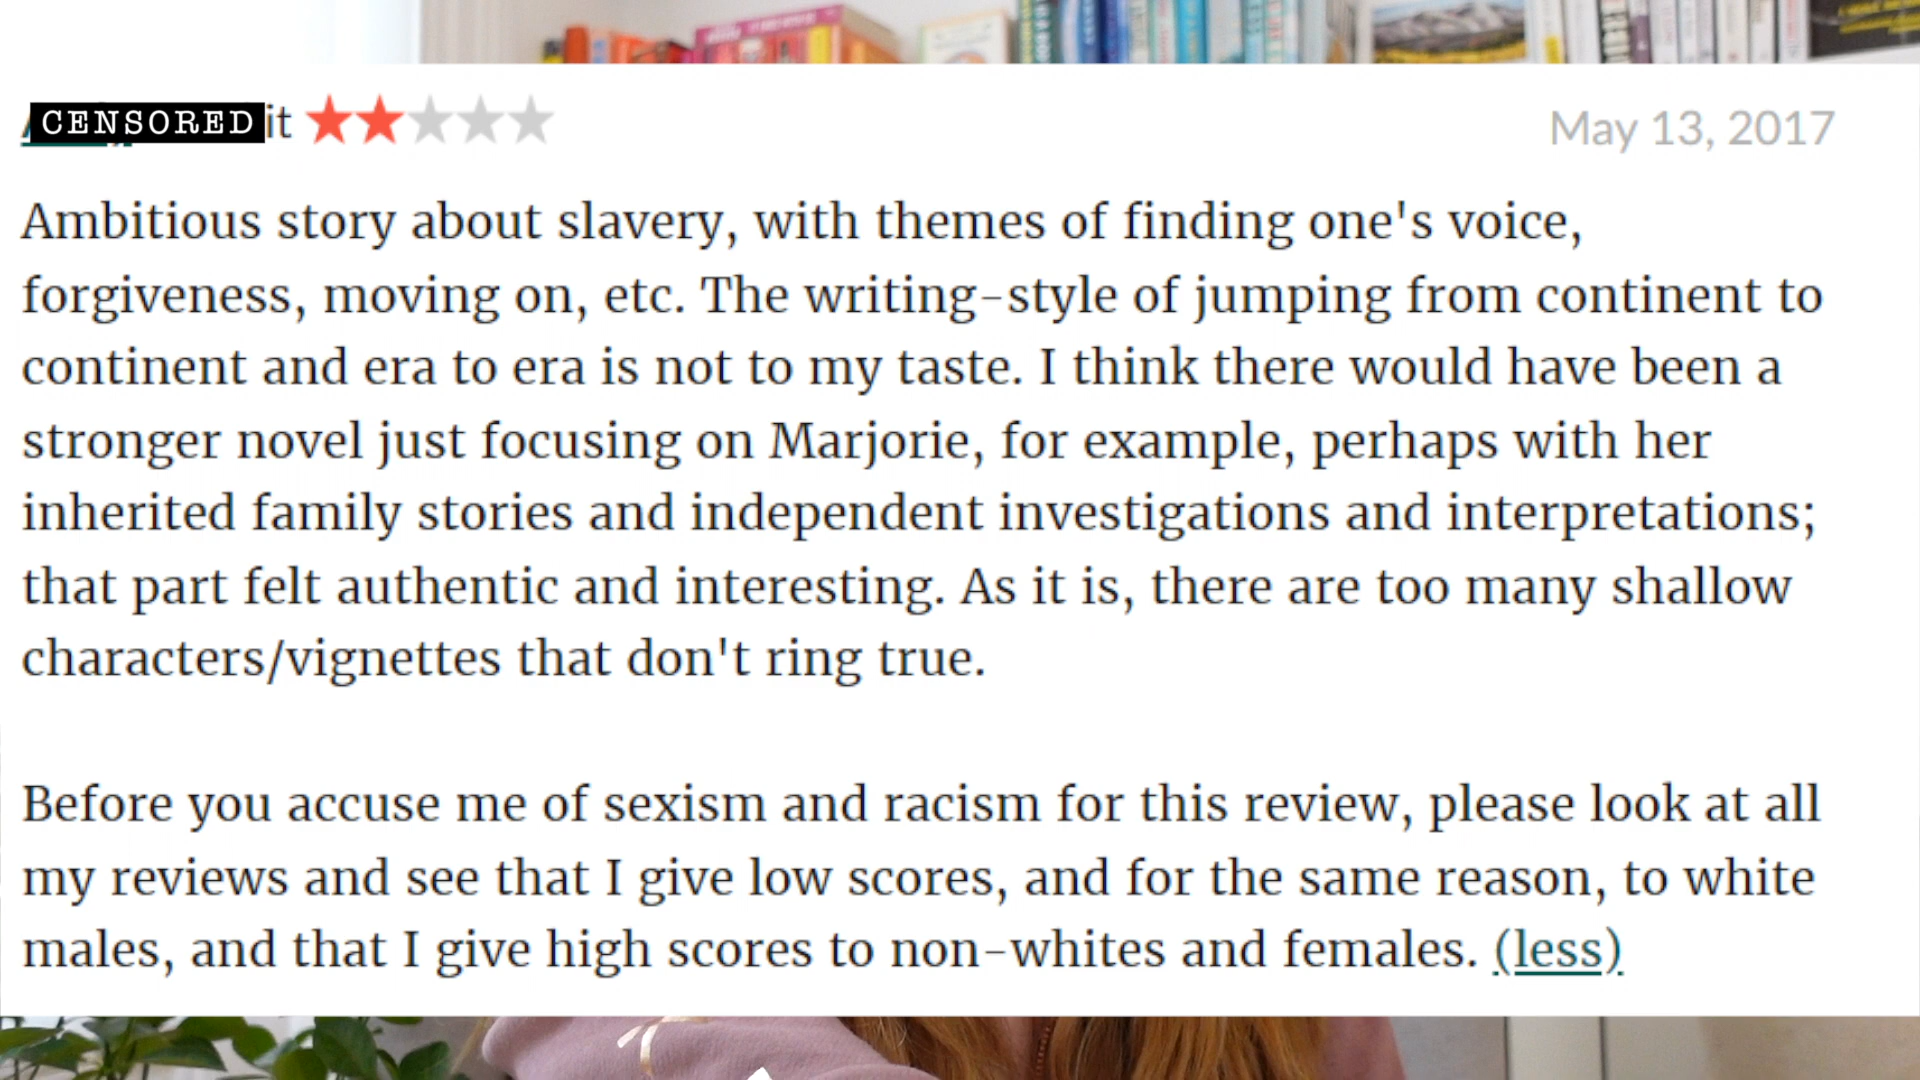 CENSORED it May 13, 2017
Ambitious story about slavery, with themes of finding one's voice,
forgiveness, moving on, etc. The writing-style of jumping from continent to
continent and era to era is not to my taste. I think there would have been a
stronger novel just focusing on Marjorie, for example, perhaps with her
inherited family stories and independent investigations and interpretations;
that part felt authentic and interesting. As it is, there are too many shallow
characters/vignettes that don't ring true.
Before you accuse me of sexism and racism for this review, please look at all
my reviews and see that I give low scores, and for the same reason, to white
males, and that I give high scores to non-whites and females. (less)